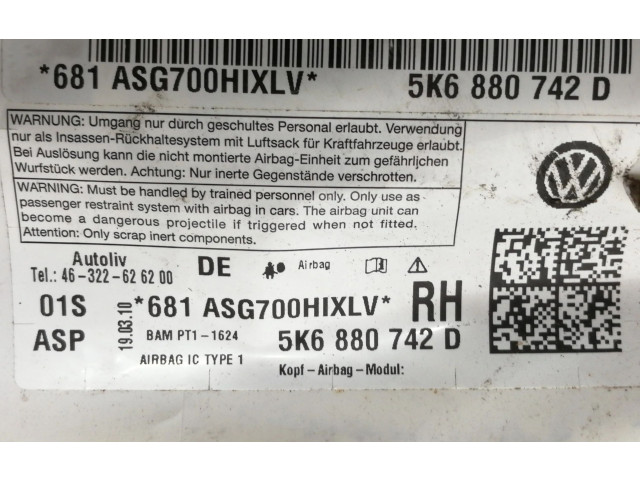 *681 ASG700HIXLV* 5K6 880 742 D
WARNUNG: Umgang nur durch geschultes Personal erlaubt. Verwendung
nur als Insassen-Rückhaltesystem mit Luftsack für Kraftfahrzeuge erlaubt.
Bei Auslösung kann die nicht montierte Airbag-Einheit zum gefährlichen
Wurfstück werden. Achtung: Nur inerte Gegenstände verschrotten.
WARNING: Must be handled by trained personnel only. Only use as
passenger restraint system with airbag in cars. The airbag unit can
become a dangerous projectile if triggered when not fitted.
Attention: Only scrap inert components.
Autoliv
Tel.: 46-322-62 62 00
DE Airbag
01S *681 ASG700HIXLV* RH
ASP 19.03.10 BAM PT1-1624 5K6 880 742 D
AIRBAG IC TYPE 1 Kopf-Airbag-Modul:
VW